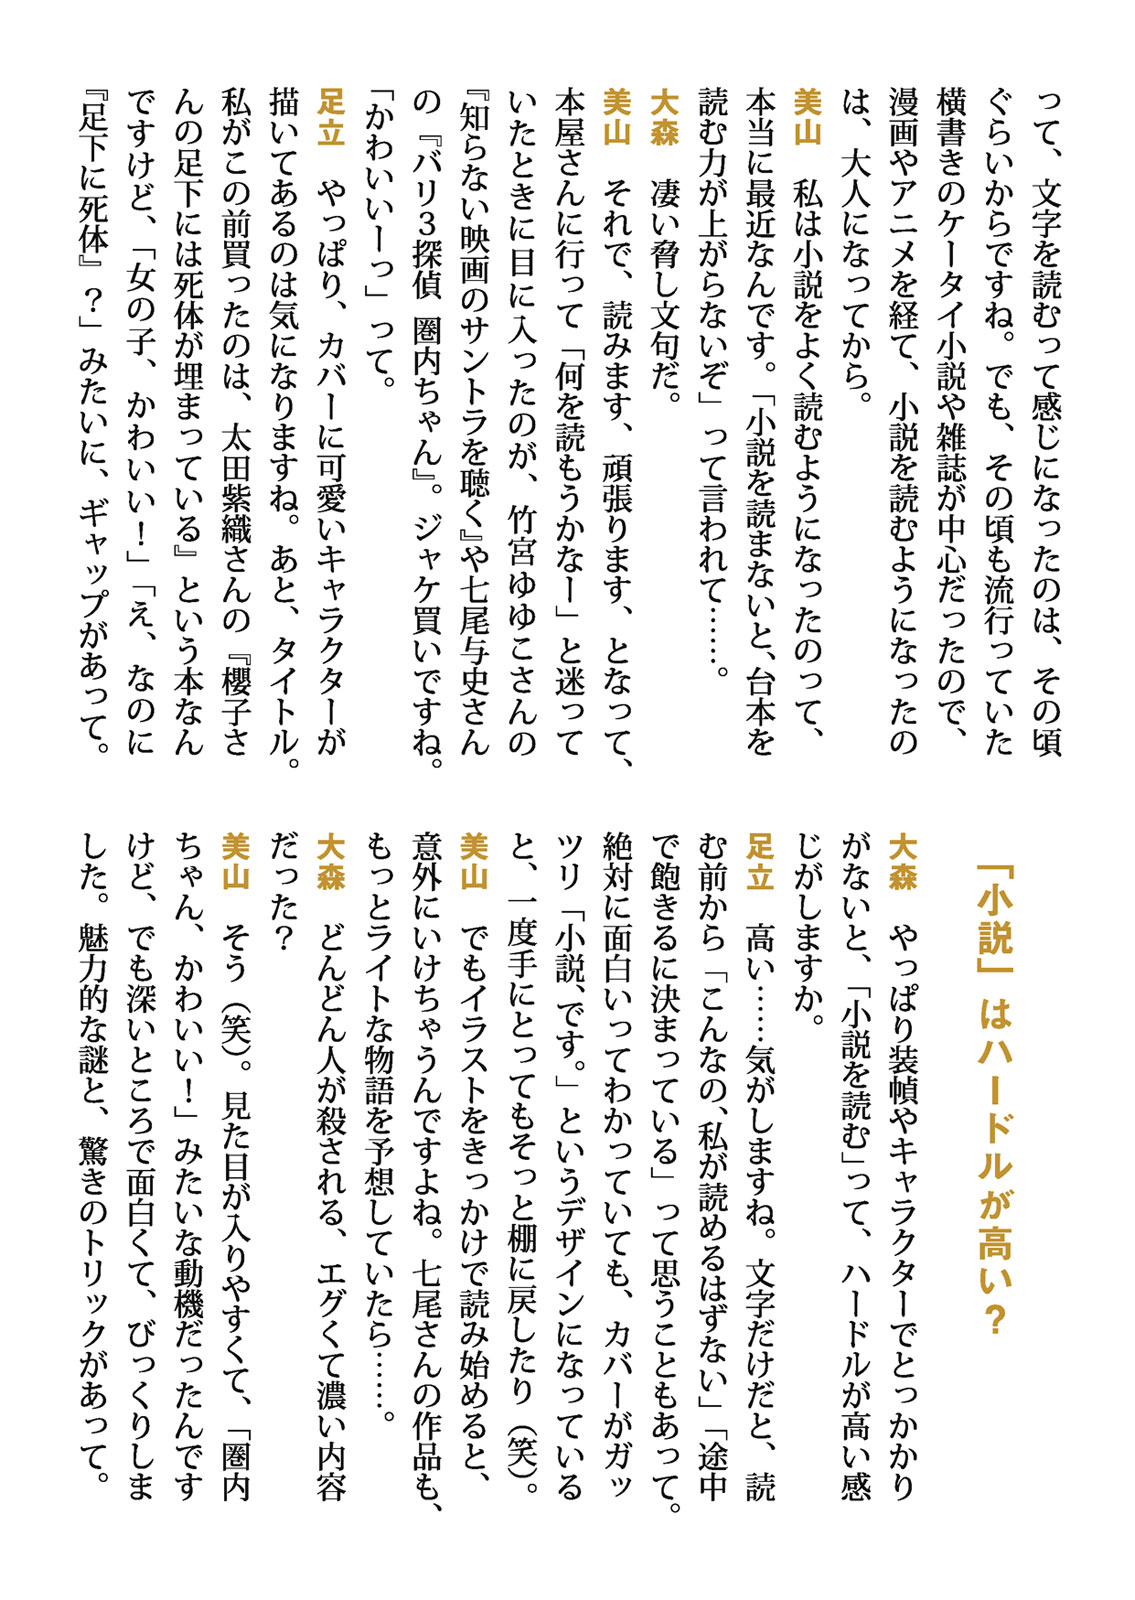 って、文字を読むって感じになったのは、その頃
ぐらいからですね。でも、その頃も流行っていた
横書きのケータイ小説や雑誌が中心だったので、
漫画やアニメを経て、小説を読むようになったの
は、大人になってから。
美山　私は小説をよく読むようになったのって、
本当に最近なんです。「小説を読まないと、台本を
読む力が上がらないぞ」って言われて……。
大森　凄い脅し文句だ。
美山　それで、読みます、頑張ります、となって、
本屋さんに行って「何を読もうかなー」と迷って
いたときに目に入ったのが、竹宮ゆゆこさんの
『知らない映画のサントラを聴く』や七尾与史さん
の『バリ３探偵 圏内ちゃん』。ジャケ買いですね。
「かわいいーっ」って。
足立　やっぱり、カバーに可愛いキャラクターが
描いてあるのは気になりますね。あと、タイトル。
私がこの前買ったのは、太田紫織さんの『櫻子さ
んの足下には死体が埋まっている』という本なん
ですけど、「女の子、かわいい！」「え、なのに
『足下に死体』？」みたいに、ギャップがあって。
「小説」はハードルが高い？
大森　やっぱり装幀やキャラクターでとっかかり
がないと、「小説を読む」って、ハードルが高い感
じがしますか。
足立　高い……気がしますね。文字だけだと、読
む前から「こんなの、私が読めるはずない」「途中
で飽きるに決まっている」って思うこともあって。
絶対に面白いってわかっていても、カバーがガッ
ツリ「小説、です。」というデザインになっている
と、一度手にとってもそっと棚に戻したり（笑）。
美山　でもイラストをきっかけで読み始めると、
意外にいけちゃうんですよね。七尾さんの作品も、
もっとライトな物語を予想していたら……。
大森　どんどん人が殺される、エグくて濃い内容
だった？
美山　そう（笑）。見た目が入りやすくて、「圏内
ちゃん、かわいい！」みたいな動機だったんです
けど、でも深いところで面白くて、びっくりしま
した。魅力的な謎と、驚きのトリックがあって。